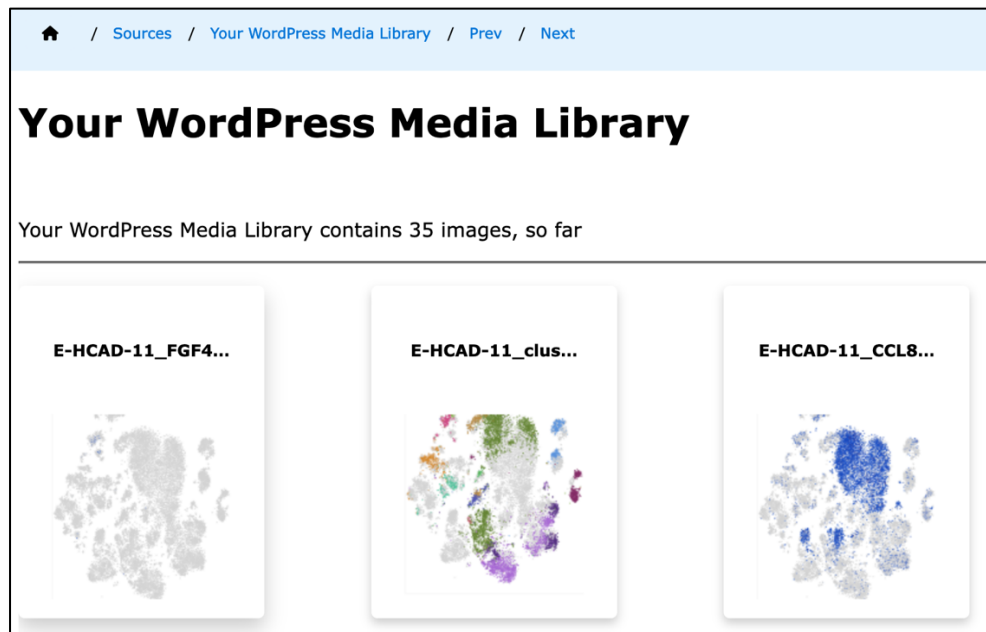 / Sources / Your WordPress Media Library / Prev / Next
Your WordPress Media Library
Your WordPress Media Library contains 35 images, so far
E-HCAD-11_FGF4...
E-HCAD-11_clus...
E-HCAD-11_CCL8...